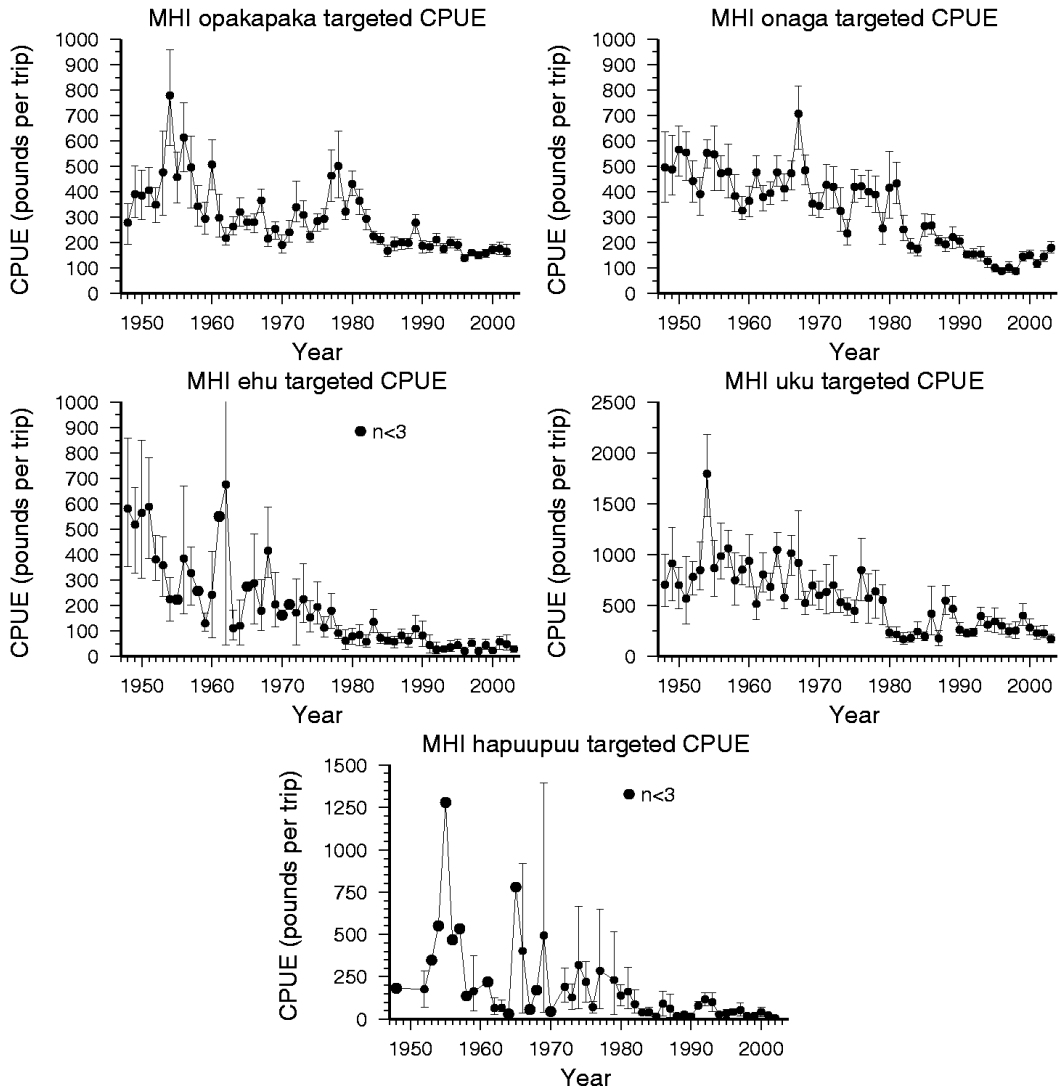 MHI opakapaka targeted CPUE
CPUE (pounds per trip)
1000
900
800
700
600
500
400
300
200
100
0
1950 1960 1970 1980 1990 2000
Year
MHI onaga targeted CPUE
CPUE (pounds per trip)
1000
900
800
700
600
500
400
300
200
100
0
1950 1960 1970 1980 1990 2000
Year
MHI ehu targeted CPUE
CPUE (pounds per trip)
1000
900
800
700
600
500
400
300
200
100
0
n<3
1950 1960 1970 1980 1990 2000
Year
MHI uku targeted CPUE
CPUE (pounds per trip)
2500
2000
1500
1000
500
0
1950 1960 1970 1980 1990 2000
Year
MHI hapuupuu targeted CPUE
CPUE (pounds per trip)
1500
1250
1000
750
500
250
0
n<3
1950 1960 1970 1980 1990 2000
Year